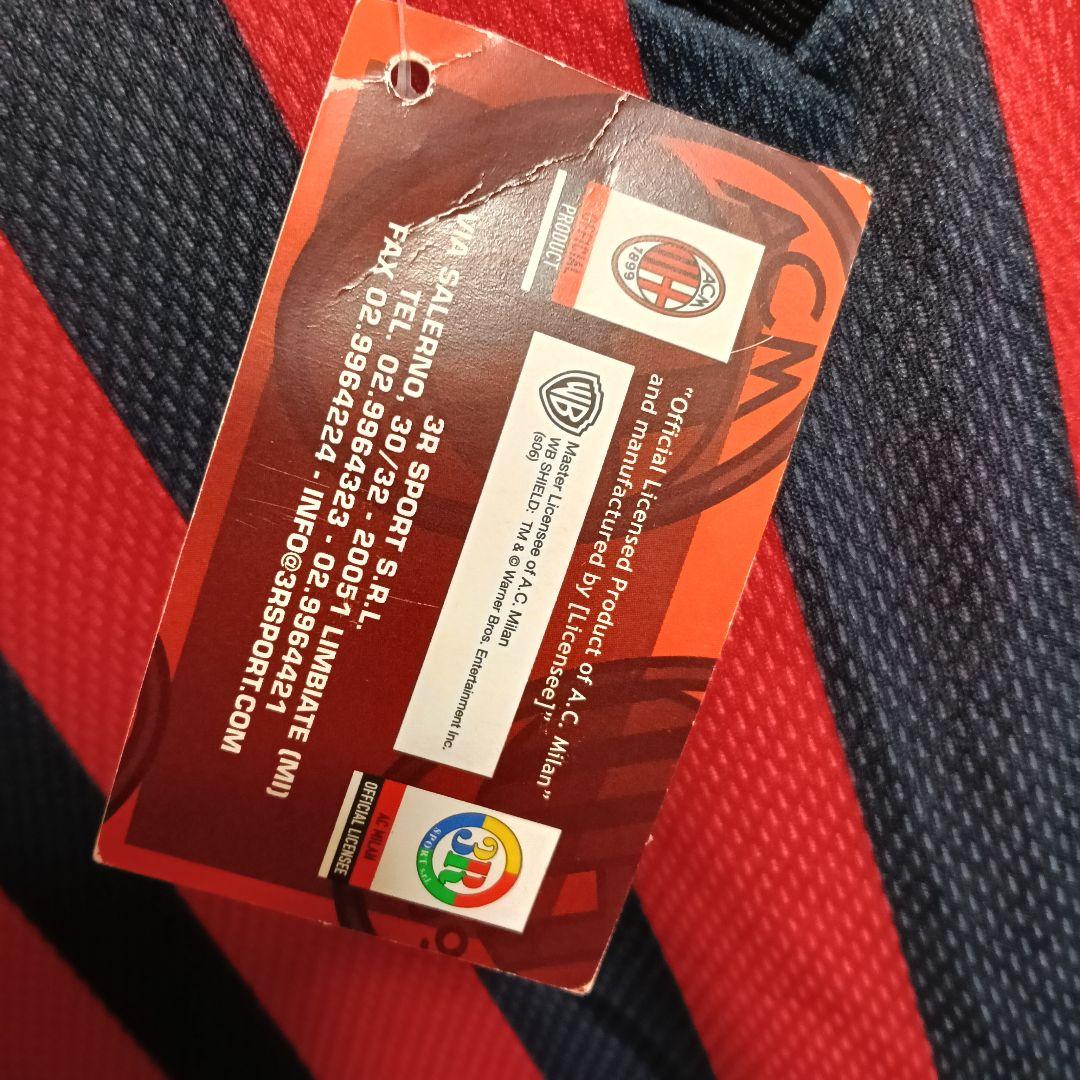 ACM
OFFICIAL
PRODUCT
ACM
1899
"Official Licensed Product of A.C. Milan"
and manufactured by [Licensee]".
WB
Master Licensee of A.C. Milan
WB SHIELD: TM & © Warner Bros. Entertainment Inc.
(s06)
3R
SPORT s.r.l.
AC MILAN
OFFICIAL LICENSEE
3R SPORT S.R.L.
VIA SALERNO, 30/32 - 20051 LIMBIATE (MI)
TEL. 02.9964323 - 02.9964421
FAX 02.9964224 - INFO@3RSPORT.COM